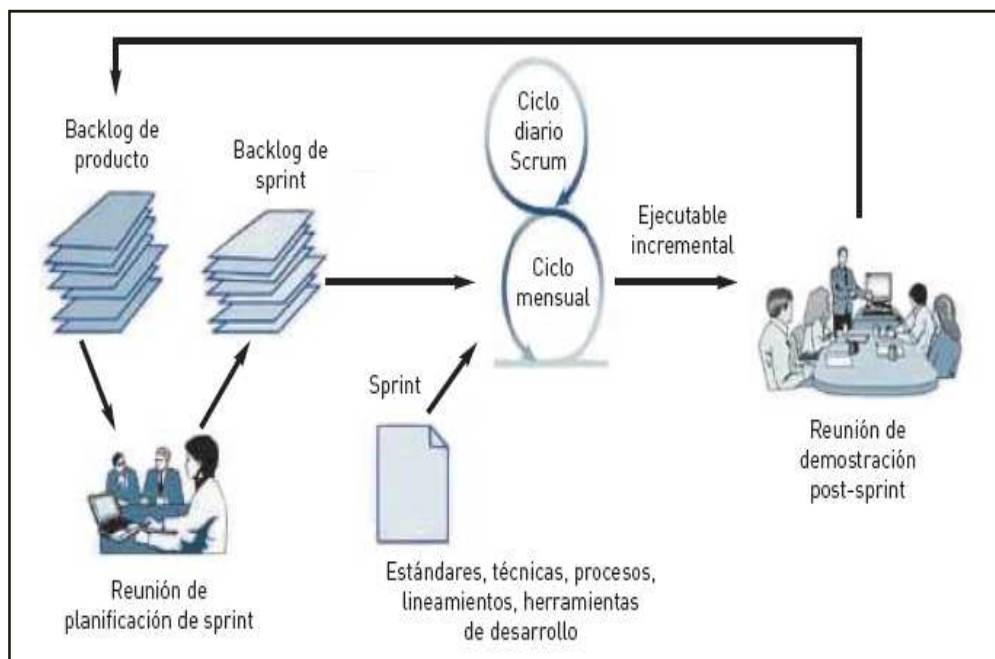 Backlog de
producto
Backlog de
sprint
Ciclo
diario
Scrum
Ciclo
mensual
Ejecutable
incremental
Sprint
Reunión de
planificación de sprint
Estándares, técnicas, procesos,
lineamientos, herramientas
de desarrollo
Reunión de
demostración
post-sprint